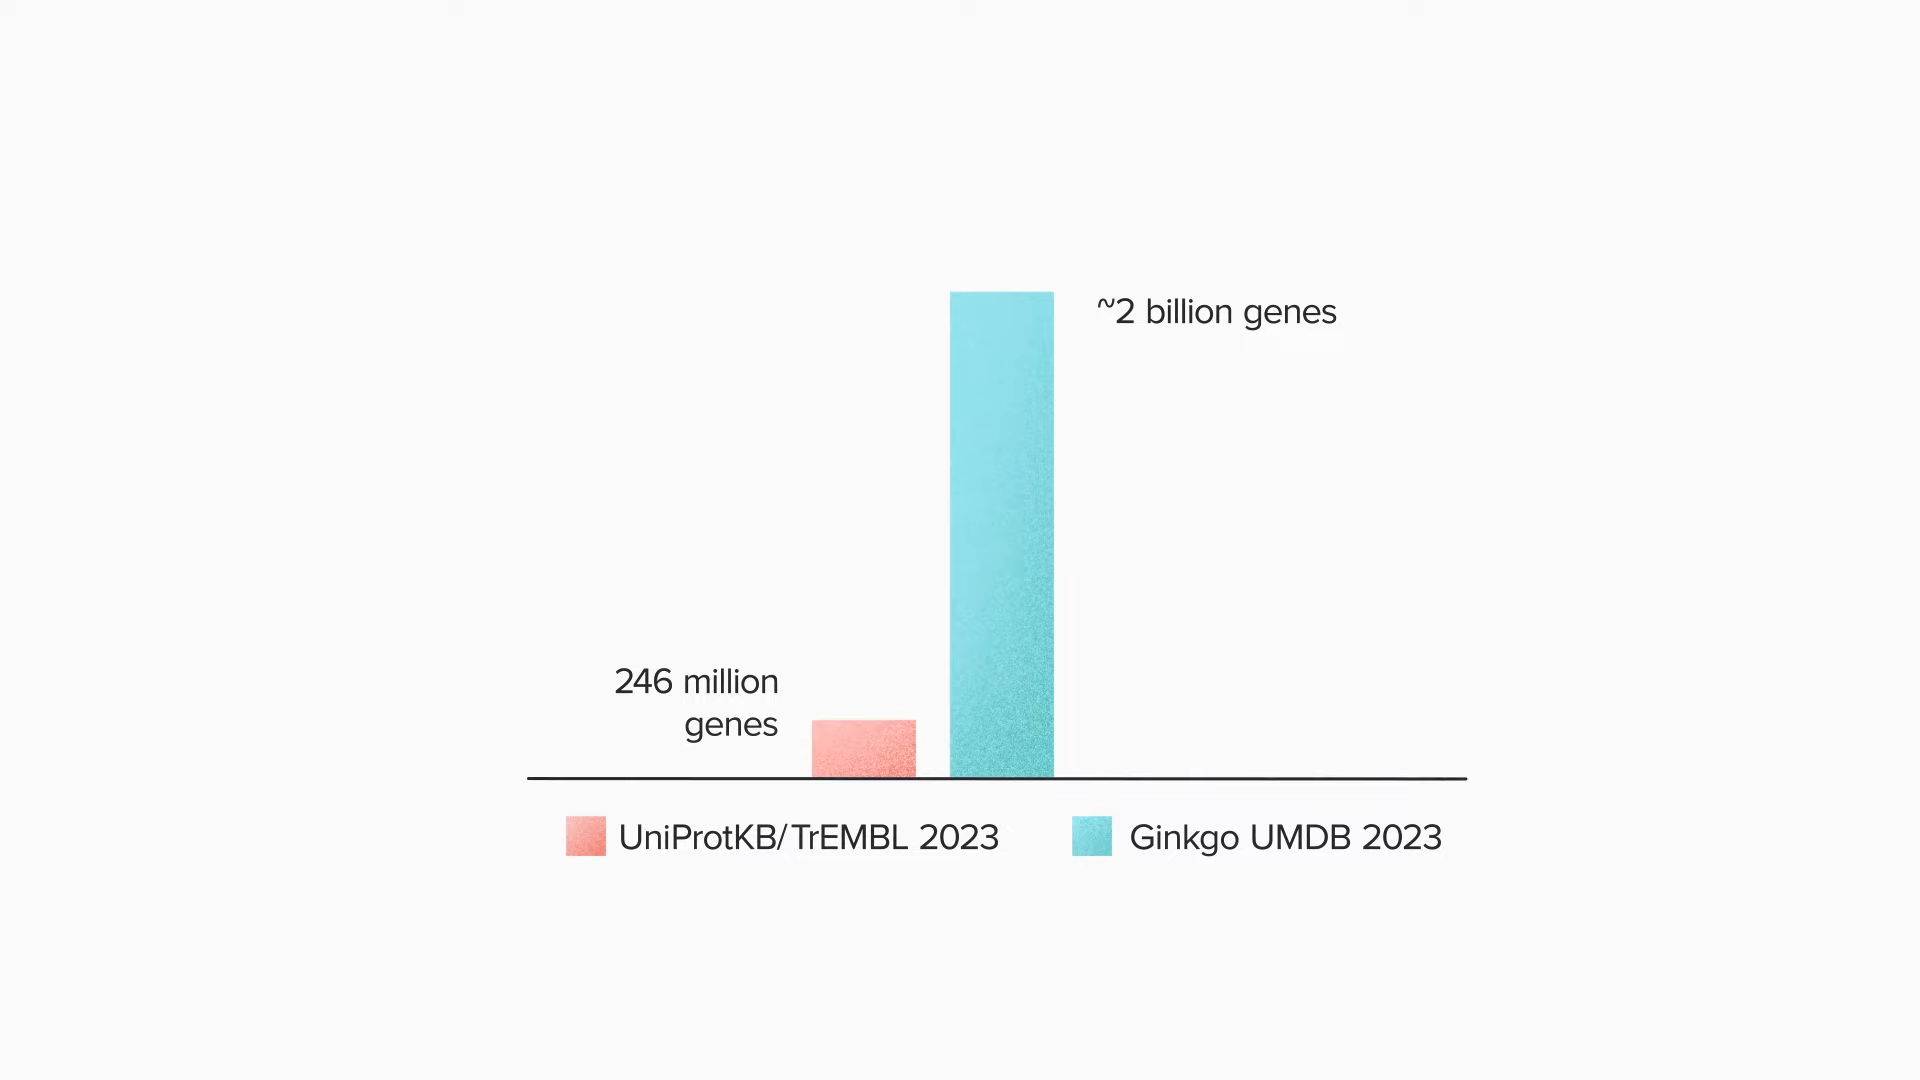 ~2 billion genes
246 million
genes
UniProtKB/TrEMBL 2023
Ginkgo UMDB 2023